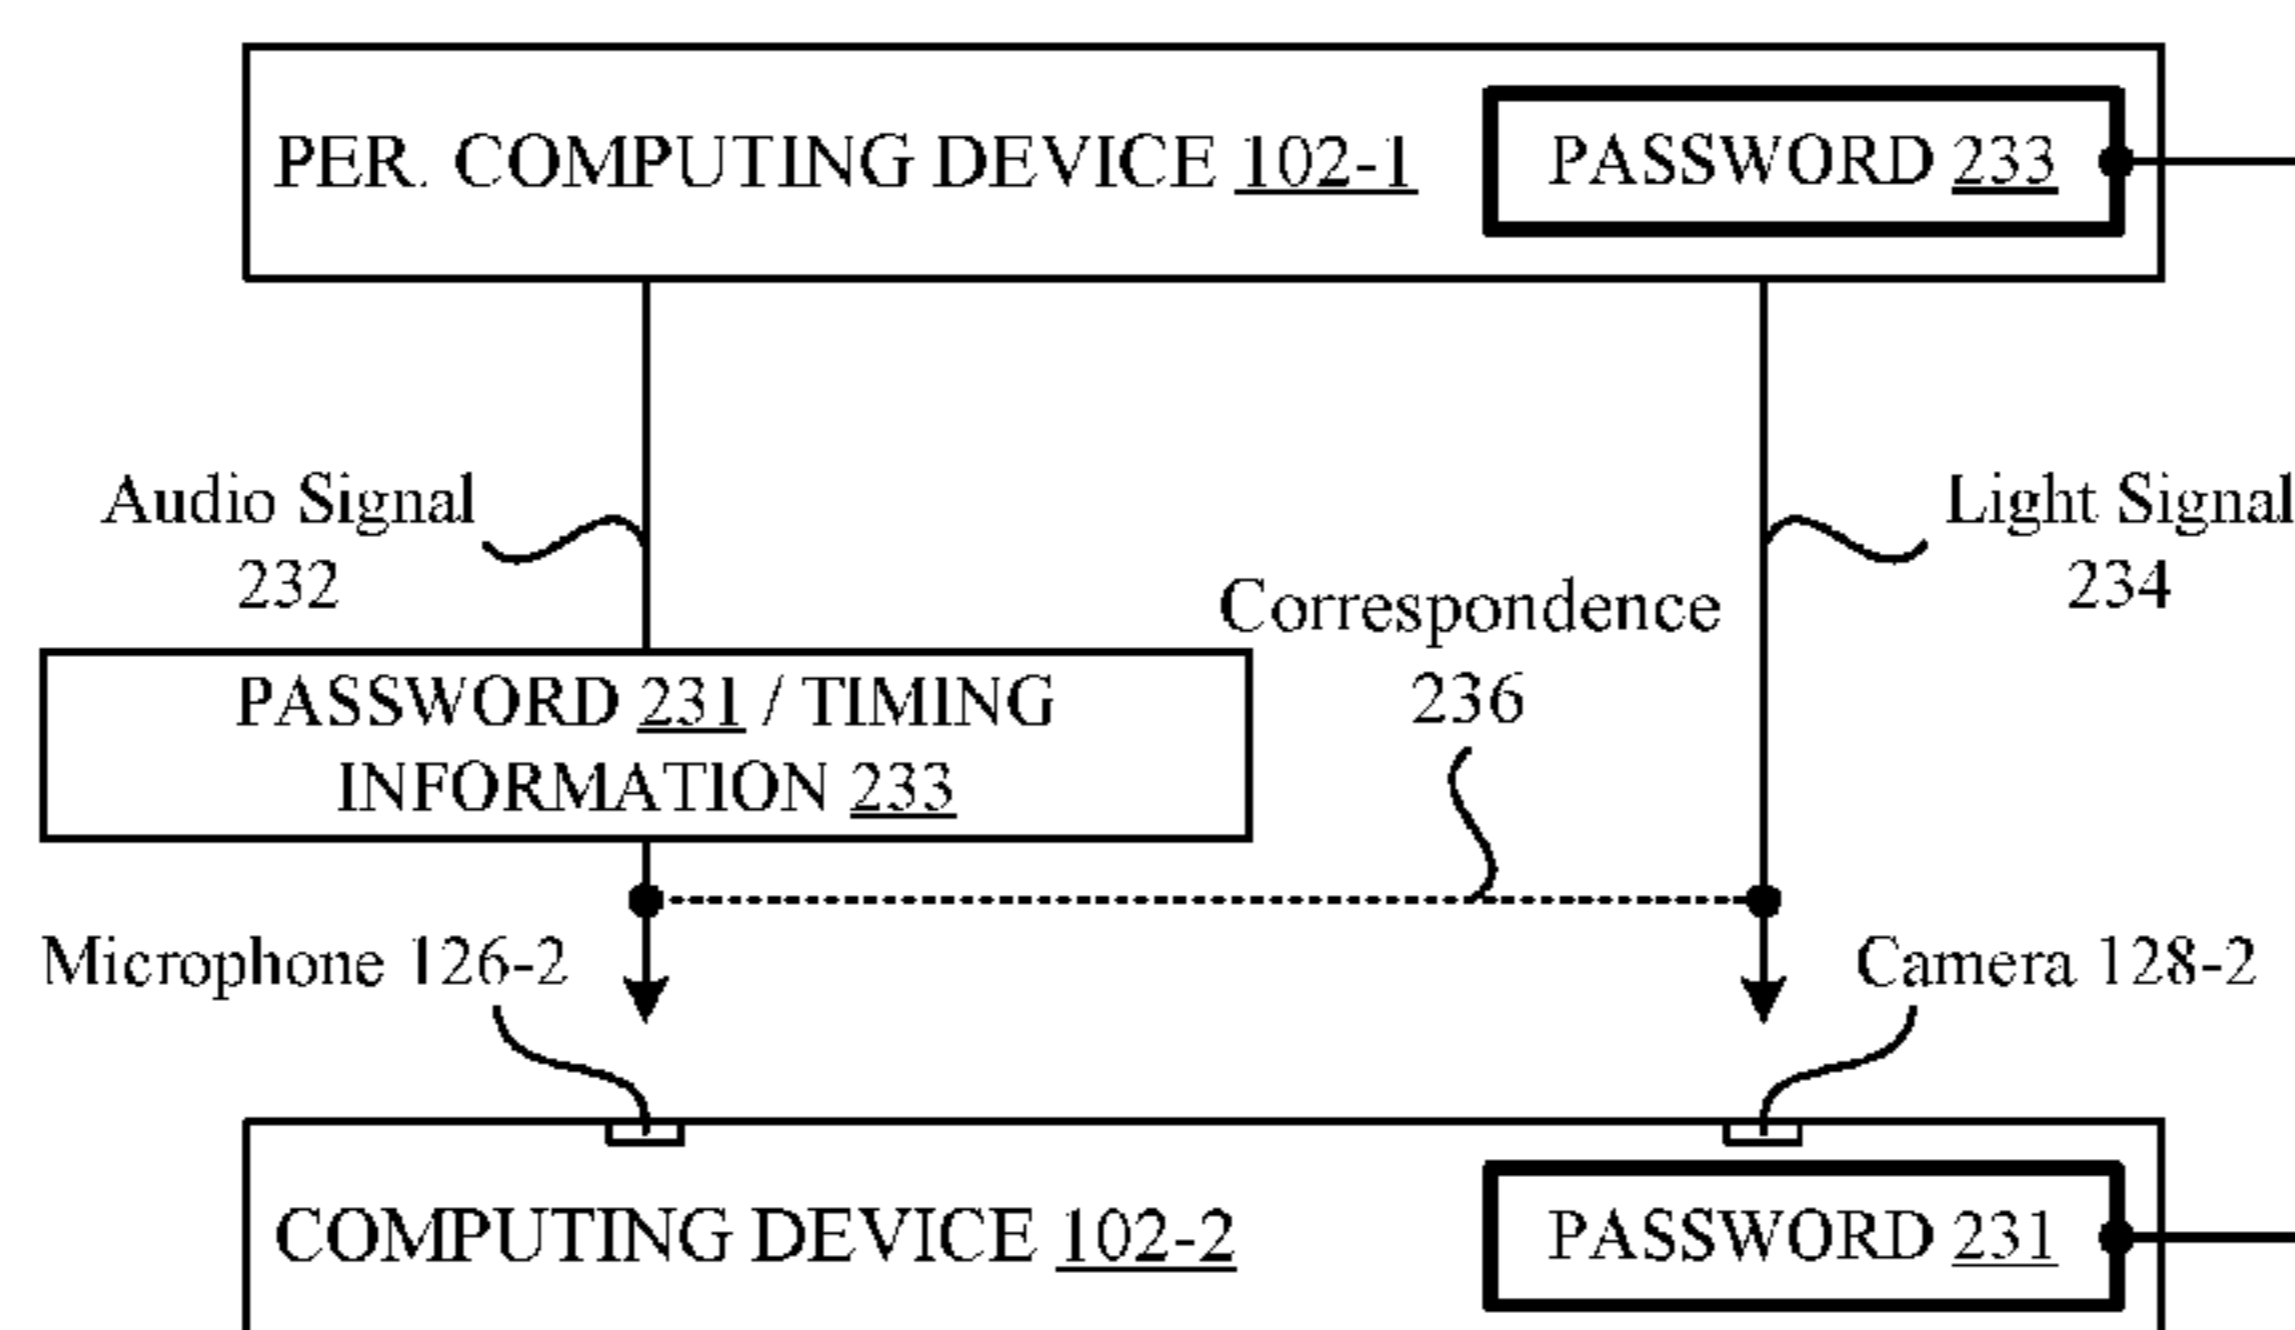 PER. COMPUTING DEVICE 102-1
PASSWORD 233
Audio Signal
232
Light Signal
234
Correspondence
236
PASSWORD 231 / TIMING
INFORMATION 233
Microphone 126-2
Camera 128-2
COMPUTING DEVICE 102-2
PASSWORD 231